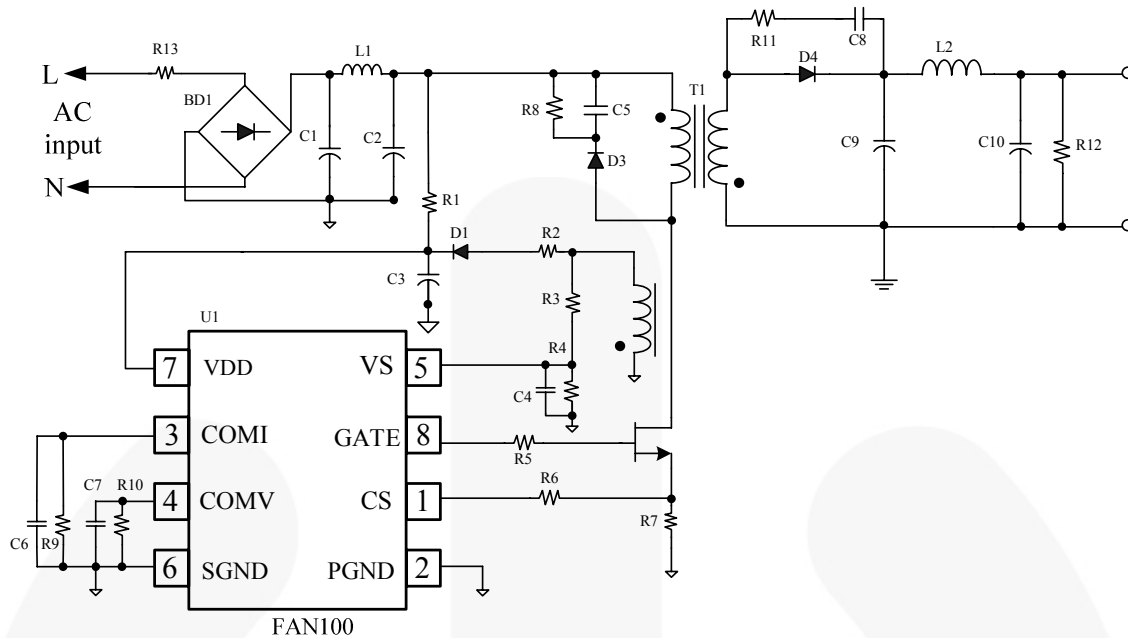 R13
L
AC
input
N
BD1
L1
C1
C2
R8
C5
D3
T1
R11
C8
D4
L2
C9
C10
R12
R1
D1
R2
C3
R3
R4
C4
U1
7
VDD
VS
5
3
COMI
GATE
8
R5
4
COMV
CS
1
R6
R7
6
SGND
PGND
2
C7
R10
C6
R9
FAN100